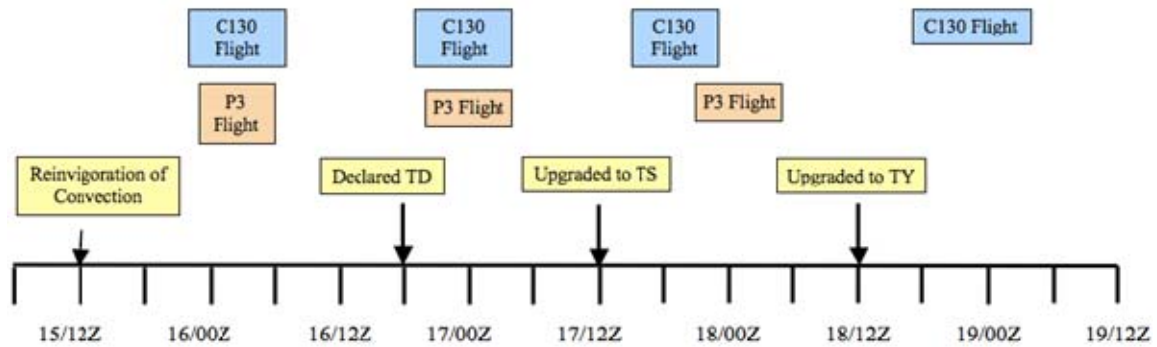 C130
Flight
C130
Flight
C130
Flight
C130 Flight
P3
Flight
P3 Flight
P3 Flight
Reinvigoration of
Convection
Declared TD
Upgraded to TS
Upgraded to TY
15/12Z
16/00Z
16/12Z
17/00Z
17/12Z
18/00Z
18/12Z
19/00Z
19/12Z